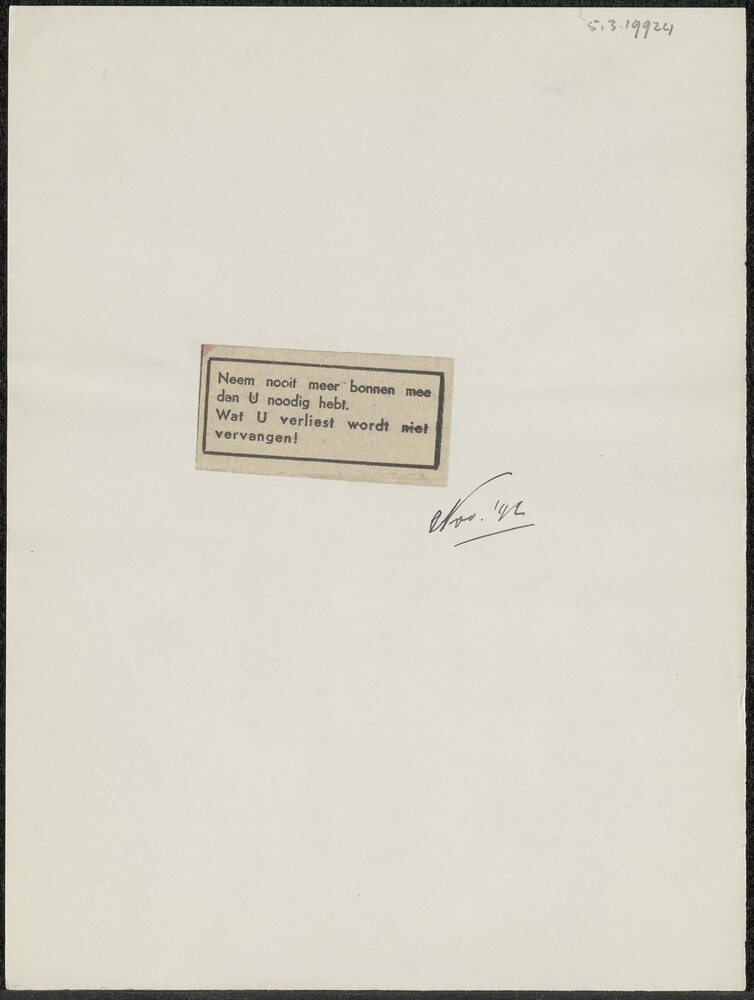 5.3.19924
Neem nooit meer bonnen mee
dan U noodig hebt.
Wat U verliest wordt niet
vervangen!
Nov. '42